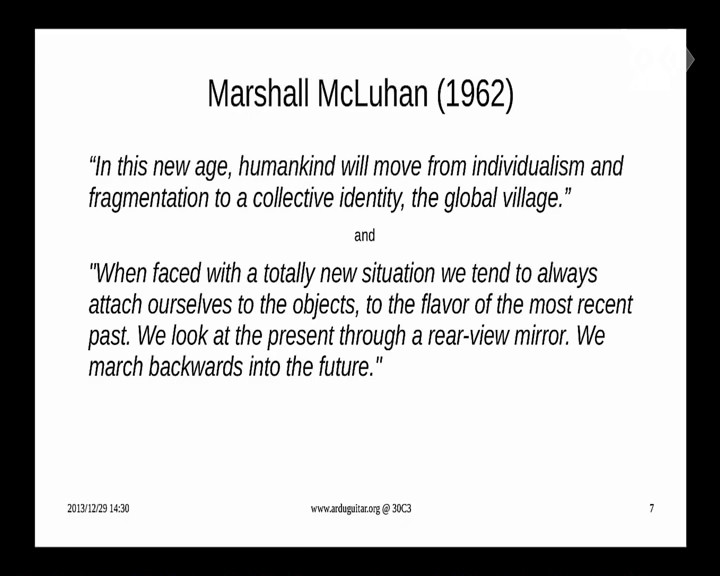 Marshall McLuhan (1962)
“In this new age, humankind will move from individualism and
fragmentation to a collective identity, the global village.”
and
"When faced with a totally new situation we tend to always
attach ourselves to the objects, to the flavor of the most recent
past. We look at the present through a rear-view mirror. We
march backwards into the future."
2013/12/29 14:30
www.arduguitar.org @ 30C3
7